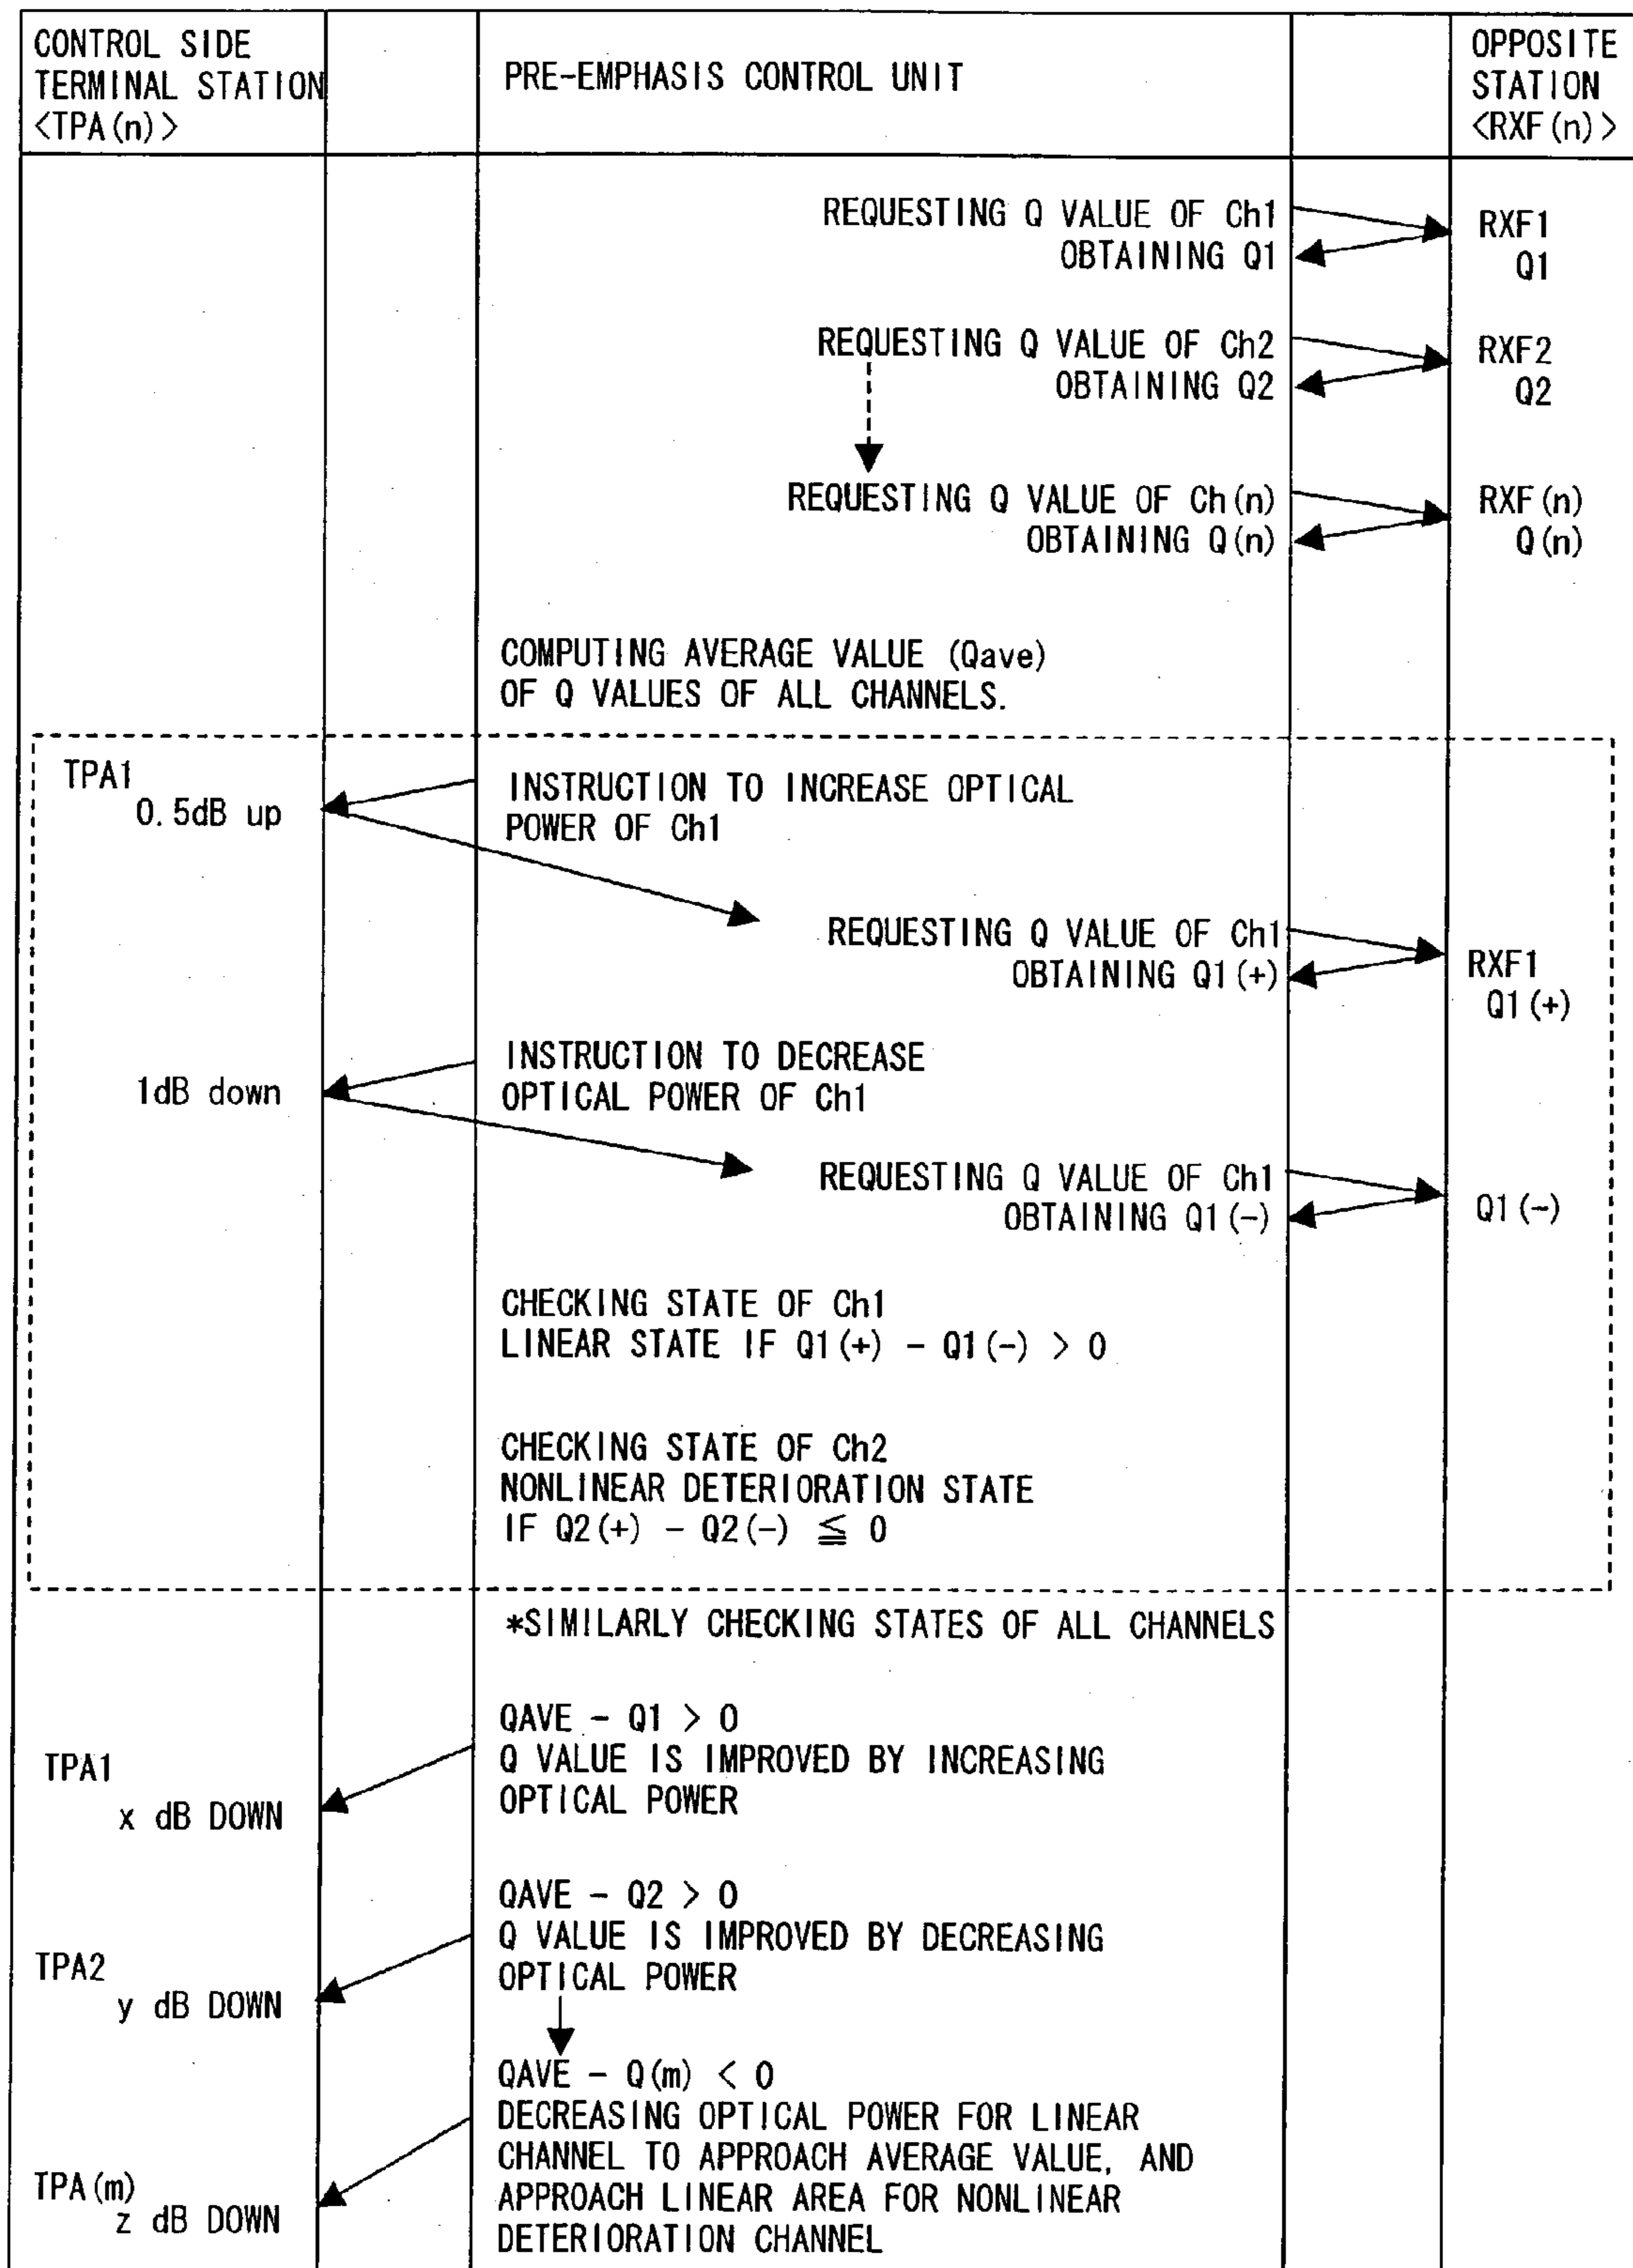 CONTROL SIDE
TERMINAL STATION
<TPA(n)>
PRE-EMPHASIS CONTROL UNIT
OPPOSITE
STATION
<RXF(n)>
REQUESTING Q VALUE OF Ch1
OBTAINING Q1
RXF1
Q1
REQUESTING Q VALUE OF Ch2
OBTAINING Q2
RXF2
Q2
REQUESTING Q VALUE OF Ch(n)
OBTAINING Q(n)
RXF(n)
Q(n)
COMPUTING AVERAGE VALUE (Qave)
OF Q VALUES OF ALL CHANNELS.
TPA1
0.5dB up
INSTRUCTION TO INCREASE OPTICAL
POWER OF Ch1
REQUESTING Q VALUE OF Ch1
OBTAINING Q1(+)
RXF1
Q1(+)
1dB down
INSTRUCTION TO DECREASE
OPTICAL POWER OF Ch1
REQUESTING Q VALUE OF Ch1
OBTAINING Q1(-)
Q1(-)
CHECKING STATE OF Ch1
LINEAR STATE IF Q1(+) - Q1(-) > 0
CHECKING STATE OF Ch2
NONLINEAR DETERIORATION STATE
IF Q2(+) - Q2(-) ≦ 0
*SIMILARLY CHECKING STATES OF ALL CHANNELS
QAVE - Q1 > 0
Q VALUE IS IMPROVED BY INCREASING
OPTICAL POWER
TPA1
x dB DOWN
QAVE - Q2 > 0
Q VALUE IS IMPROVED BY DECREASING
OPTICAL POWER
TPA2
y dB DOWN
QAVE - Q(m) < 0
DECREASING OPTICAL POWER FOR LINEAR
CHANNEL TO APPROACH AVERAGE VALUE, AND
APPROACH LINEAR AREA FOR NONLINEAR
DETERIORATION CHANNEL
TPA(m)
z dB DOWN